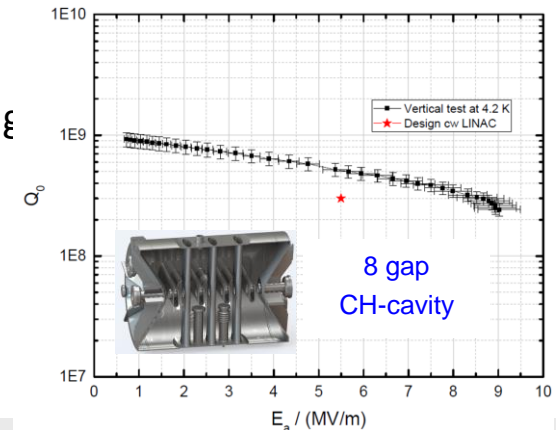 1E10
1E9
1E8
1E7
Q0
Vertical test at 4.2 K
Design cw LINAC
8 gap
CH-cavity
0 1 2 3 4 5 6 7 8 9 10
Ea / (MV/m)